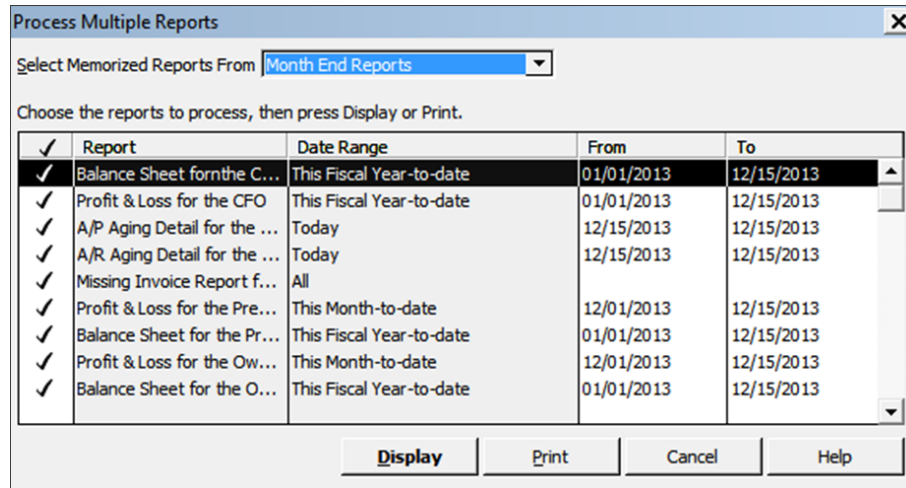 Process Multiple Reports
Select Memorized Reports From Month End Reports
Choose the reports to process, then press Display or Print.
✓ Report Date Range From To
✓ Balance Sheet fornthe C... This Fiscal Year-to-date 01/01/2013 12/15/2013
✓ Profit & Loss for the CFO This Fiscal Year-to-date 01/01/2013 12/15/2013
✓ A/P Aging Detail for the ... Today 12/15/2013 12/15/2013
✓ A/R Aging Detail for the ... Today 12/15/2013 12/15/2013
✓ Missing Invoice Report f... All
✓ Profit & Loss for the Pre... This Month-to-date 12/01/2013 12/15/2013
✓ Balance Sheet for the Pr... This Fiscal Year-to-date 01/01/2013 12/15/2013
✓ Profit & Loss for the Ow... This Month-to-date 12/01/2013 12/15/2013
✓ Balance Sheet for the O... This Fiscal Year-to-date 01/01/2013 12/15/2013
Display Print Cancel Help